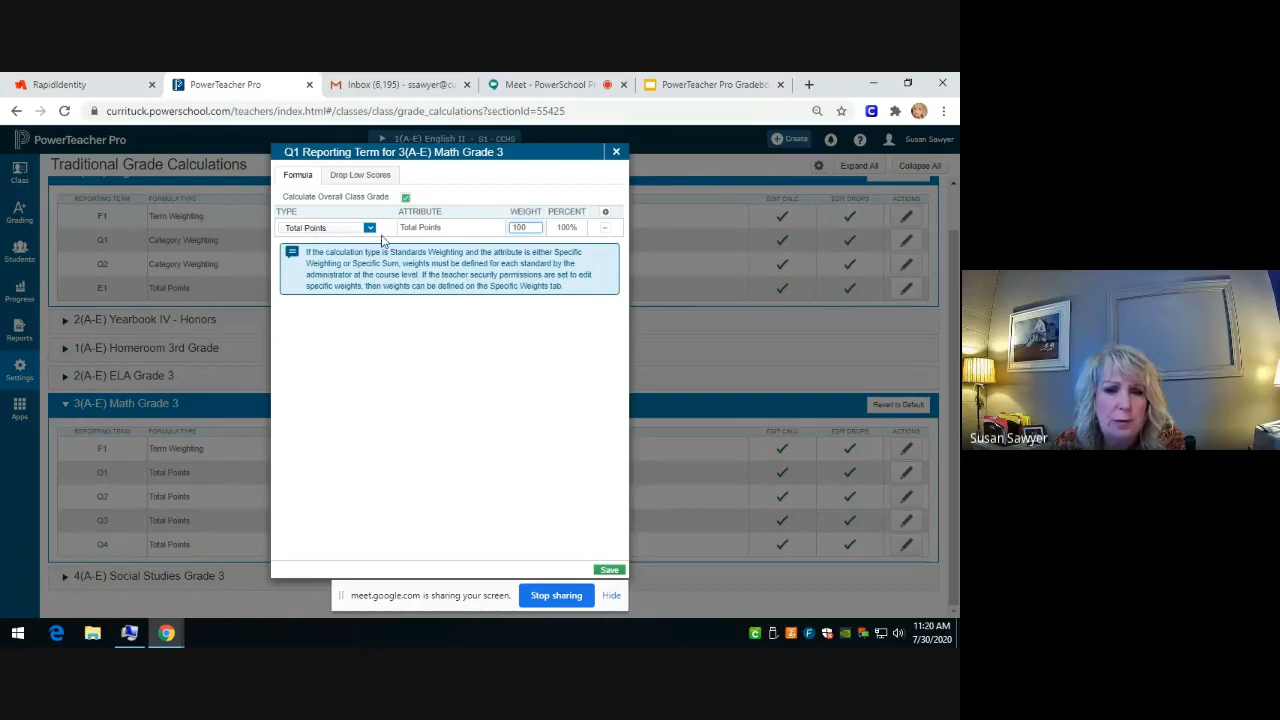 RapidIdentity
PowerTeacher Pro
Inbox (6,195) - ssawyer@cu
Meet - PowerSchool Pr
PowerTeacher Pro Gradebo
currituck.powerschool.com/teachers/index.html#/classes/class/grade_calculations?sectionId=55425
PowerTeacher Pro
1(A-E) English II - S1 - CCHS
Create
Susan Sawyer
Class
Grading
Students
Progress
Reports
Settings
Apps
Traditional Grade Calculations
Expand All
Collapse All
REPORTING TERM
FORMULA TYPE
EDIT CALC
EDIT DROPS
ACTIONS
F1 Term Weighting
Q1 Category Weighting
Q2 Category Weighting
E1 Total Points
2(A-E) Yearbook IV - Honors
1(A-E) Homeroom 3rd Grade
2(A-E) ELA Grade 3
3(A-E) Math Grade 3
Revert to Default
REPORTING TERM
FORMULA TYPE
EDIT CALC
EDIT DROPS
ACTIONS
F1 Term Weighting
Q1 Total Points
Q2 Total Points
Q3 Total Points
Q4 Total Points
4(A-E) Social Studies Grade 3
Q1 Reporting Term for 3(A-E) Math Grade 3
Formula
Drop Low Scores
Calculate Overall Class Grade
TYPE ATTRIBUTE WEIGHT PERCENT
Total Points Total Points 100 100%
If the calculation type is Standards Weighting and the attribute is either Specific
Weighting or Specific Sum, weights must be defined for each standard by the
administrator at the course level. If the teacher security permissions are set to edit
specific weights, then weights can be defined on the Specific Weights tab.
Save
meet.google.com is sharing your screen.
Stop sharing
Hide
11:20 AM
7/30/2020
Susan Sawyer